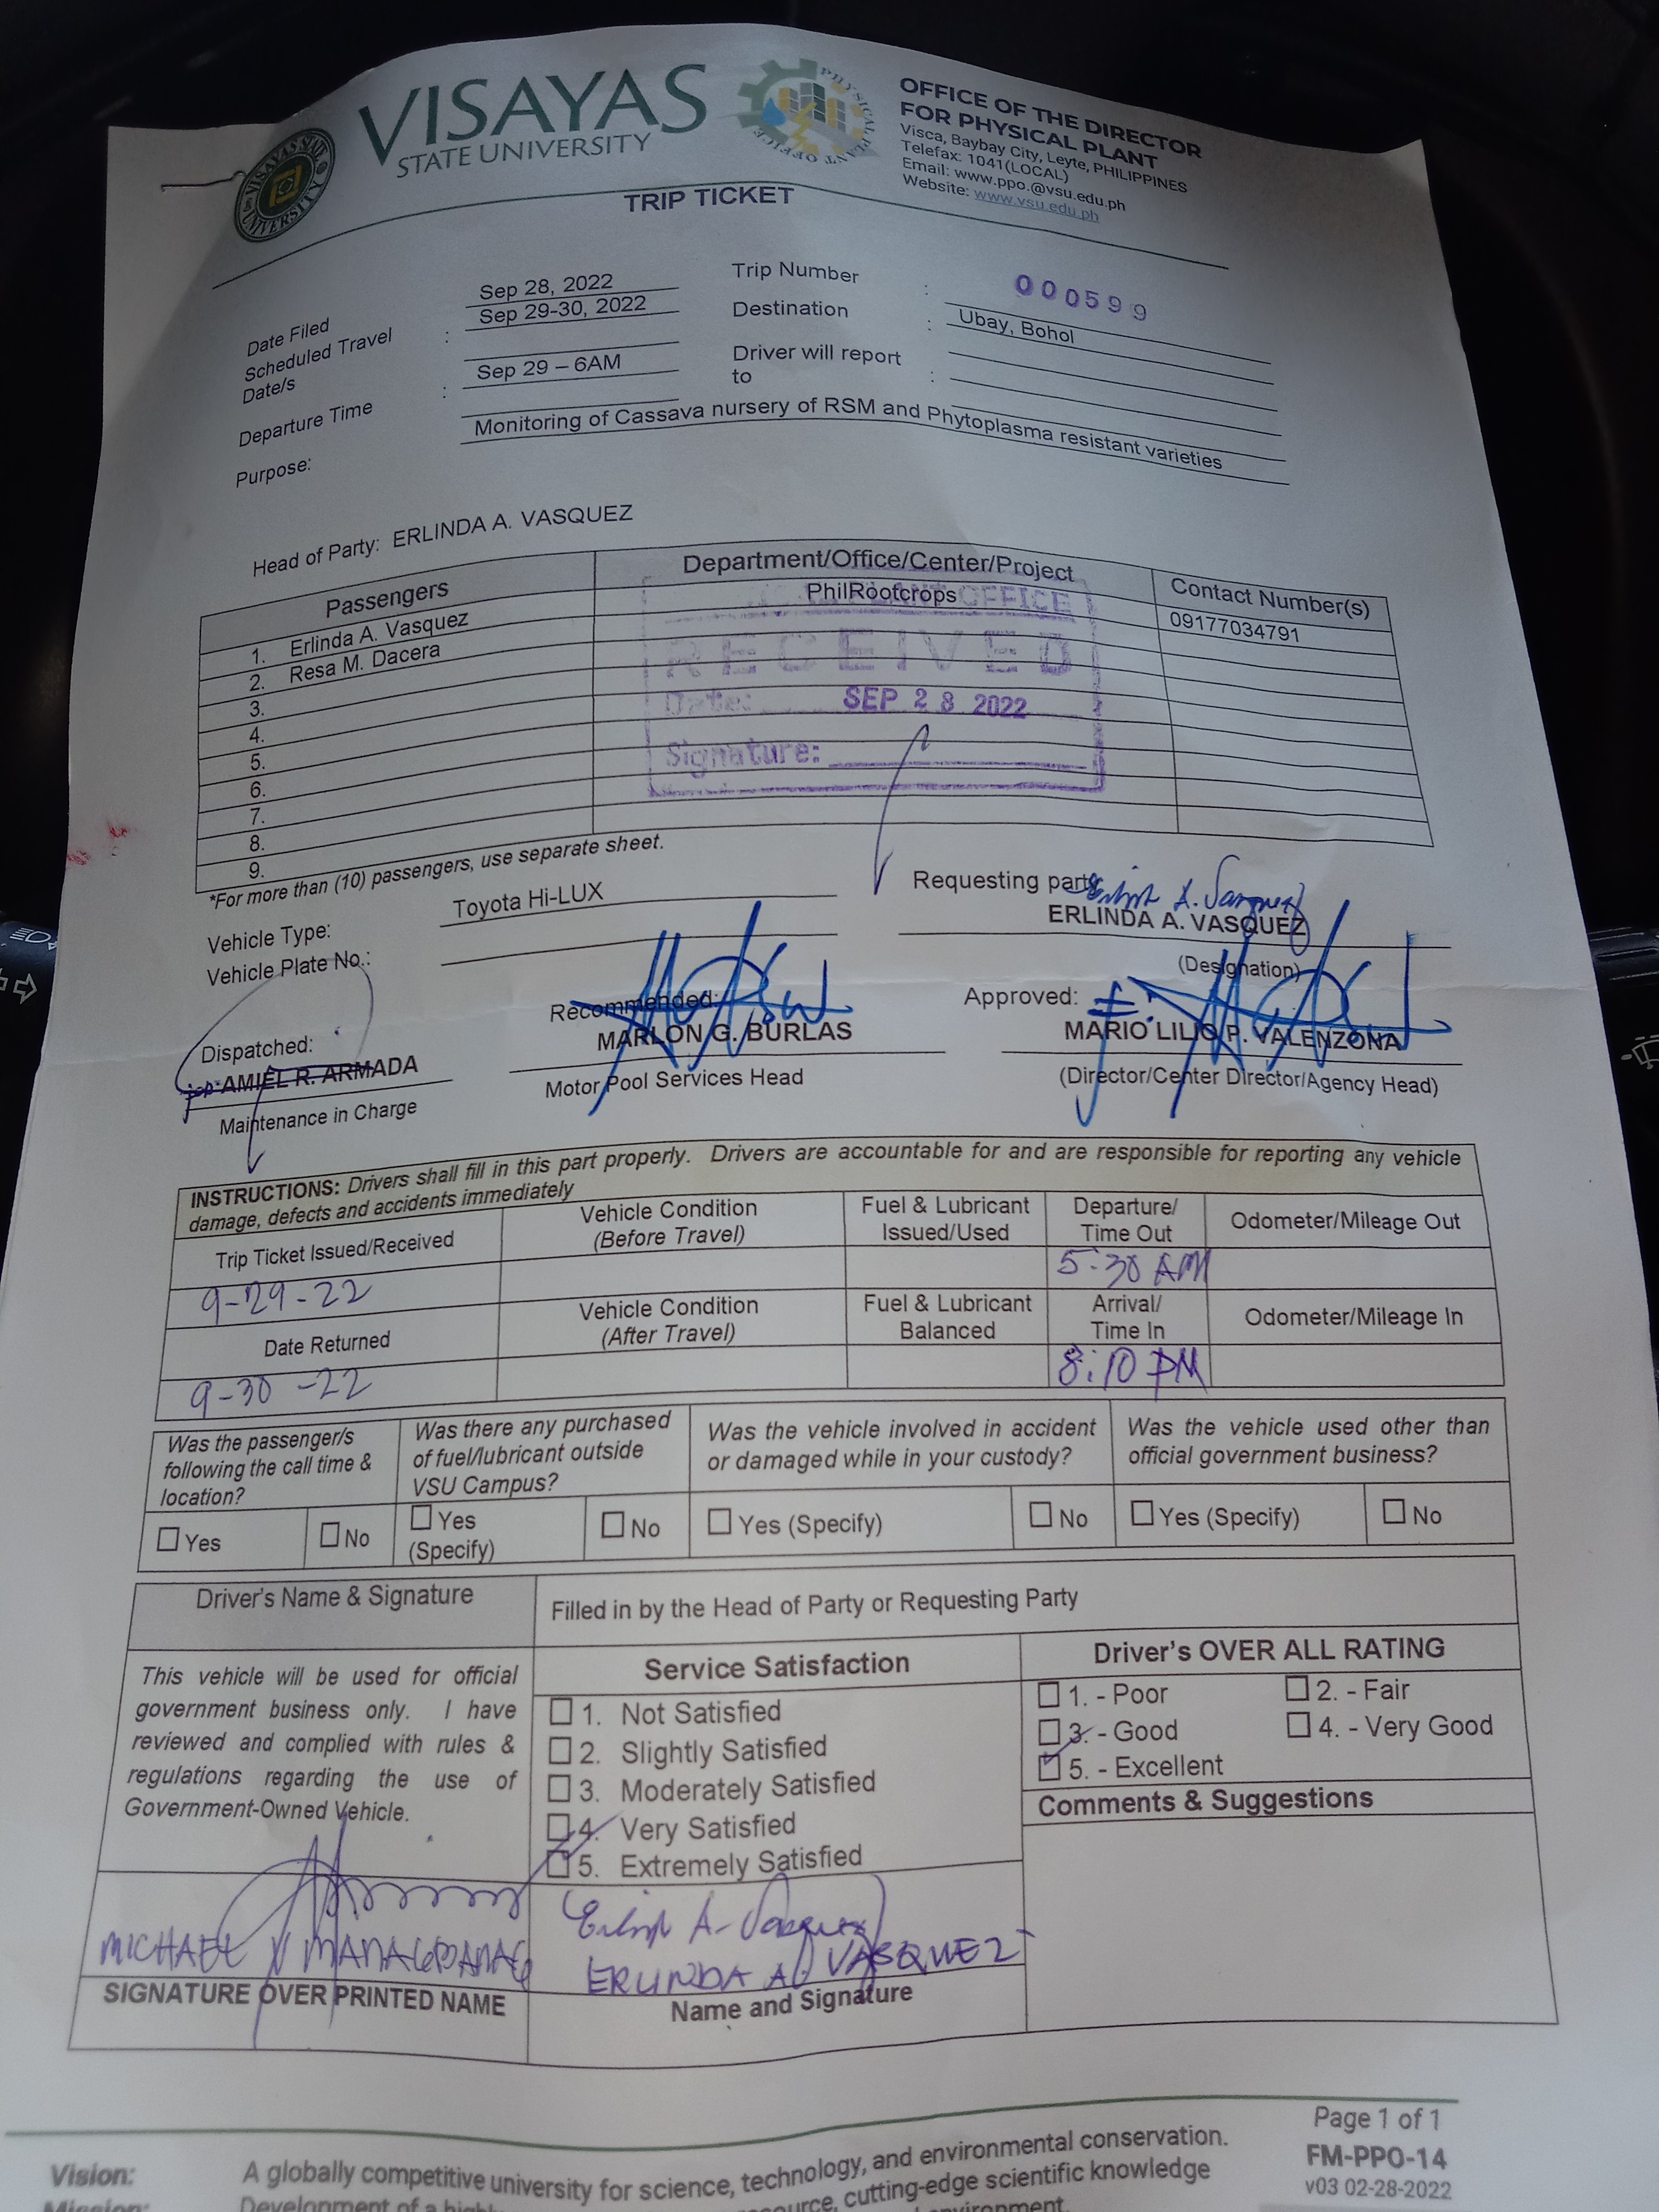 VISAYAS
STATE UNIVERSITY
VISAYAS STATE UNIVERSITY
PHYSICAL PLANT OFFICE
OFFICE OF THE DIRECTOR
FOR PHYSICAL PLANT
Visca, Baybay City, Leyte, PHILIPPINES
Telefax: 1041(LOCAL)
Email: www.ppo.@vsu.edu.ph
Website: www.vsu.edu.ph
TRIP TICKET
Date Filed Sep 28, 2022 Trip Number : 000599
Scheduled Travel Date/s : Sep 29-30, 2022 Destination : Ubay, Bohol
Departure Time : Sep 29 – 6AM Driver will report to :
Purpose: Monitoring of Cassava nursery of RSM and Phytoplasma resistant varieties
Head of Party: ERLINDA A. VASQUEZ
Passengers Department/Office/Center/Project Contact Number(s)
1. Erlinda A. Vasquez PhilRootcrops 09177034791
2. Resa M. Dacera
3.
4.
5.
6.
7.
8.
9.
OFFICE
RECEIVED
Date: SEP 28 2022
Signature:
*For more than (10) passengers, use separate sheet.
Vehicle Type: Toyota Hi-LUX
Vehicle Plate No.:
Requesting party:
ERLINDA A. VASQUEZ
(Designation)
Dispatched:
AMIEL R. ARMADA
Maintenance in Charge
Recommended:
MARLON G. BURLAS
Motor Pool Services Head
Approved:
MARIO LILIO P. VALENZONA
(Director/Center Director/Agency Head)
INSTRUCTIONS: Drivers shall fill in this part properly. Drivers are accountable for and are responsible for reporting any vehicle
damage, defects and accidents immediately
Trip Ticket Issued/Received Vehicle Condition (Before Travel) Fuel & Lubricant Issued/Used Departure/ Time Out Odometer/Mileage Out
9-29-22 5:30 AM
Date Returned Vehicle Condition (After Travel) Fuel & Lubricant Balanced Arrival/ Time In Odometer/Mileage In
9-30-22 8:10 PM
Was the passenger/s following the call time & location?
Was there any purchased of fuel/lubricant outside VSU Campus?
Was the vehicle involved in accident or damaged while in your custody?
Was the vehicle used other than official government business?
Yes No Yes (Specify) No Yes (Specify) No Yes (Specify) No
Driver's Name & Signature
Filled in by the Head of Party or Requesting Party
This vehicle will be used for official
government business only. I have
reviewed and complied with rules &
regulations regarding the use of
Government-Owned Vehicle.
Service Satisfaction
1. Not Satisfied
2. Slightly Satisfied
3. Moderately Satisfied
4. Very Satisfied
5. Extremely Satisfied
Driver's OVER ALL RATING
1. - Poor 2. - Fair
3. - Good 4. - Very Good
5. - Excellent
Comments & Suggestions
MICHAEL
SIGNATURE OVER PRINTED NAME
ERLINDA A. VASQUEZ
Name and Signature
Page 1 of 1
FM-PPO-14
v03 02-28-2022
Vision: A globally competitive university for science, technology, and environmental conservation.
Mission: Development of a cutting-edge scientific knowledge